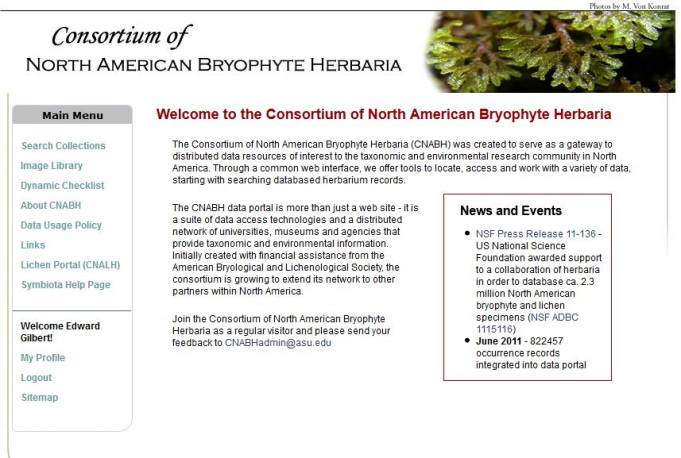 Photos by M. Von Konrat
Consortium of
North American Bryophyte Herbaria
Main Menu
Search Collections
Image Library
Dynamic Checklist
About CNABH
Data Usage Policy
Links
Lichen Portal (CNALH)
Symbiota Help Page
Welcome Edward
Gilbert!
My Profile
Logout
Sitemap
Welcome to the Consortium of North American Bryophyte Herbaria
The Consortium of North American Bryophyte Herbaria (CNABH) was created to serve as a gateway to
distributed data resources of interest to the taxonomic and environmental research community in North
America. Through a common web interface, we offer tools to locate, access and work with a variety of data,
starting with searching databased herbarium records.
The CNABH data portal is more than just a web site - it is
a suite of data access technologies and a distributed
network of universities, museums and agencies that
provide taxonomic and environmental information.
Initially created with financial assistance from the
American Bryological and Lichenological Society, the
consortium is growing to extend its network to other
partners within North America.
Join the Consortium of North American Bryophyte
Herbaria as a regular visitor and please send your
feedback to CNABHadmin@asu.edu
News and Events
NSF Press Release 11-136 -
US National Science
Foundation awarded support
to a collaboration of herbaria
in order to database ca. 2.3
million North American
bryophyte and lichen
specimens (NSF ADBC
1115116)
June 2011 - 822457
occurrence records
integrated into data portal